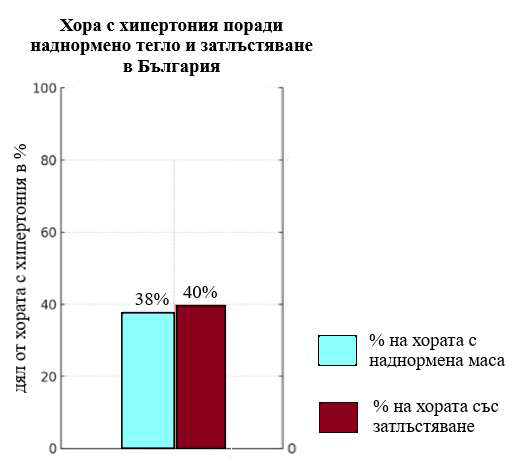 Хора с хипертония поради
наднормено тегло и затлъстяване
в България
дял от хората с хипертония в %
100
80
60
40
20
0
38%
40%
0
% на хората с
наднормена маса
% на хората със
затлъстяване